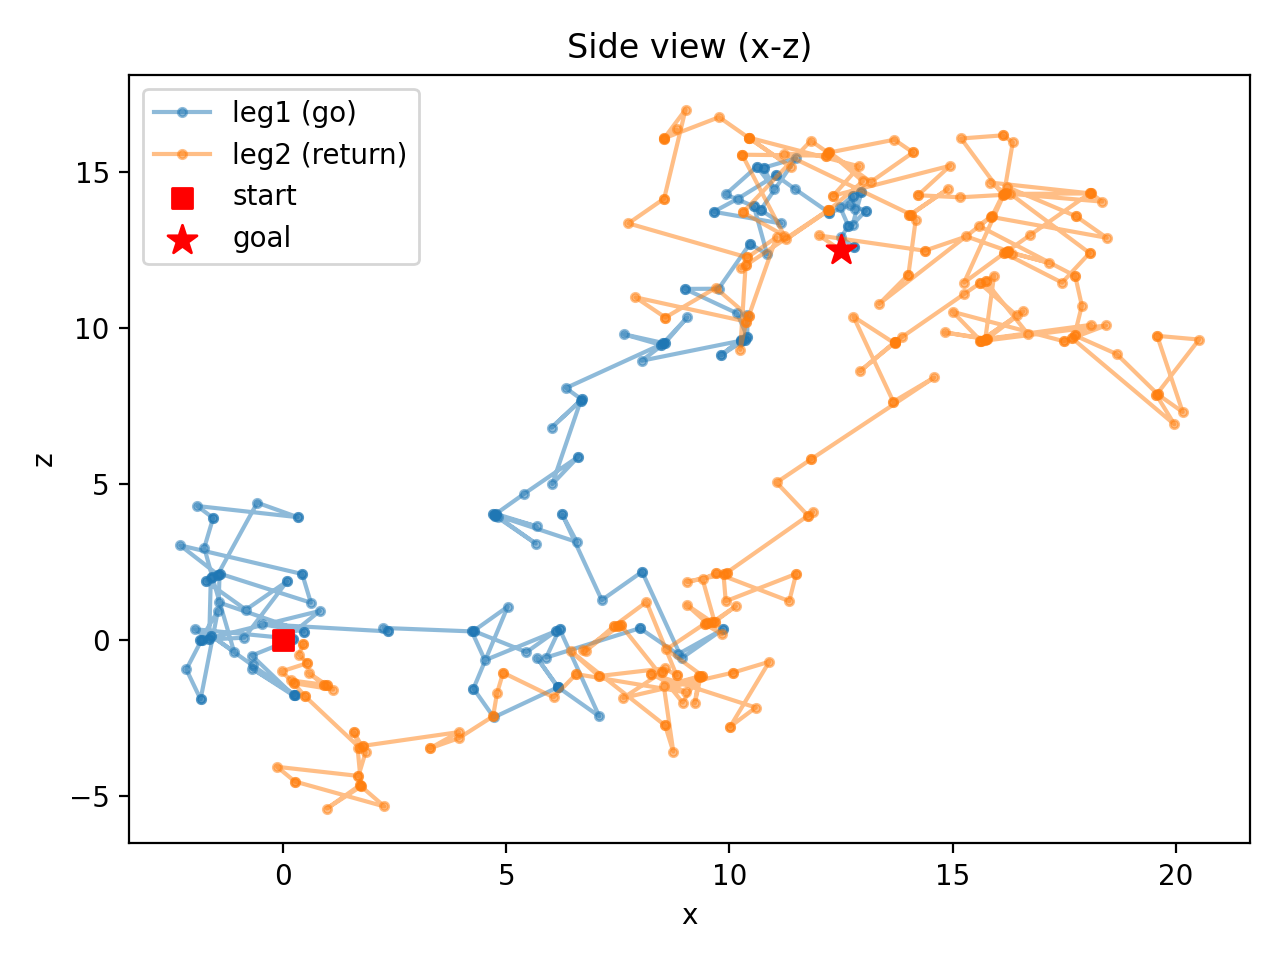 Side view (x-z)
leg1 (go)
leg2 (return)
start
goal
15
10
5
0
−5
z
0 5 10 15 20
x